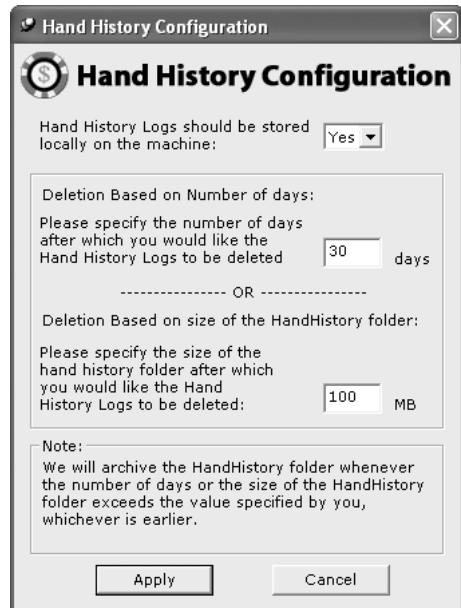 Hand History Configuration
$ Hand History Configuration
Hand History Logs should be stored
locally on the machine:
Yes
Deletion Based on Number of days:
Please specify the number of days
after which you would like the
Hand History Logs to be deleted
30 days
---------------- OR ----------------
Deletion Based on size of the HandHistory folder:
Please specify the size of the
hand history folder after which
you would like the Hand
History Logs to be deleted:
100 MB
Note:
We will archive the HandHistory folder whenever
the number of days or the size of the HandHistory
folder exceeds the value specified by you,
whichever is earlier.
Apply Cancel